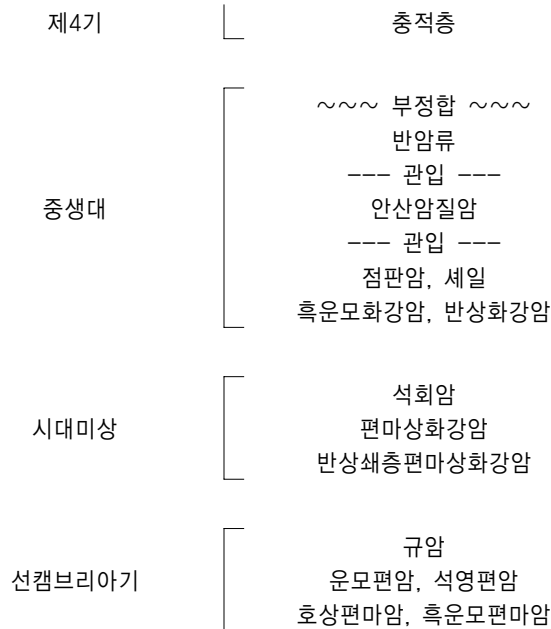 제4기 충적층
~~~ 부정합 ~~~
반암류
--- 관입 ---
중생대 안산암질암
--- 관입 ---
점판암, 셰일
흑운모화강암, 반상화강암
석회암
시대미상 편마상화강암
반상쇄층편마상화강암
규암
선캠브리아기 운모편암, 석영편암
호상편마암, 흑운모편마암